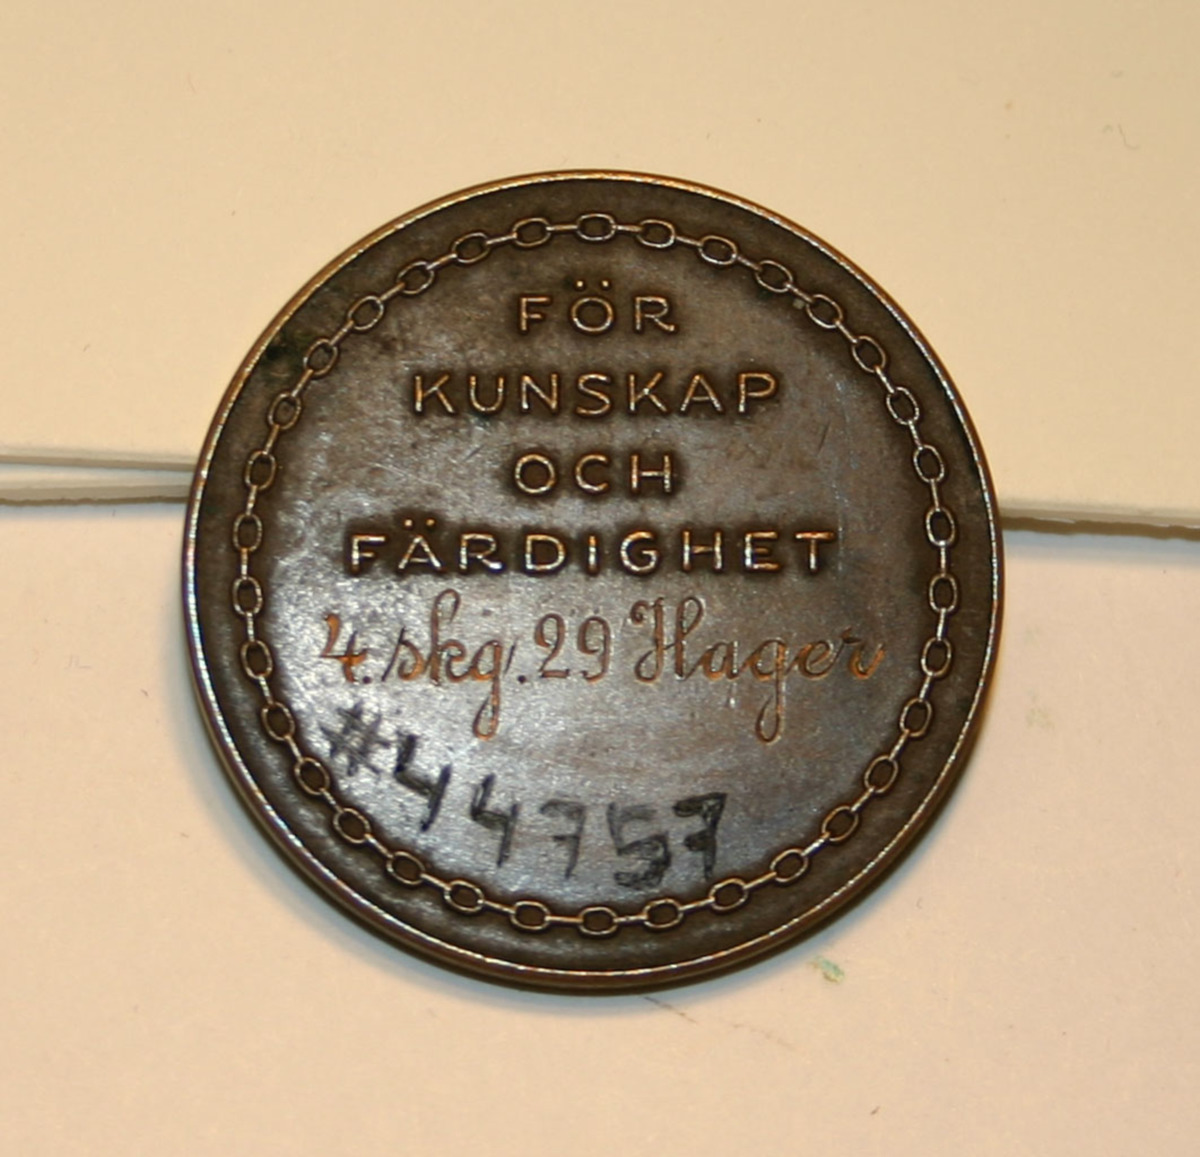 FÖR
KUNSKAP
OCH
FÄRDIGHET
4. skg. 29 Hager
#44757